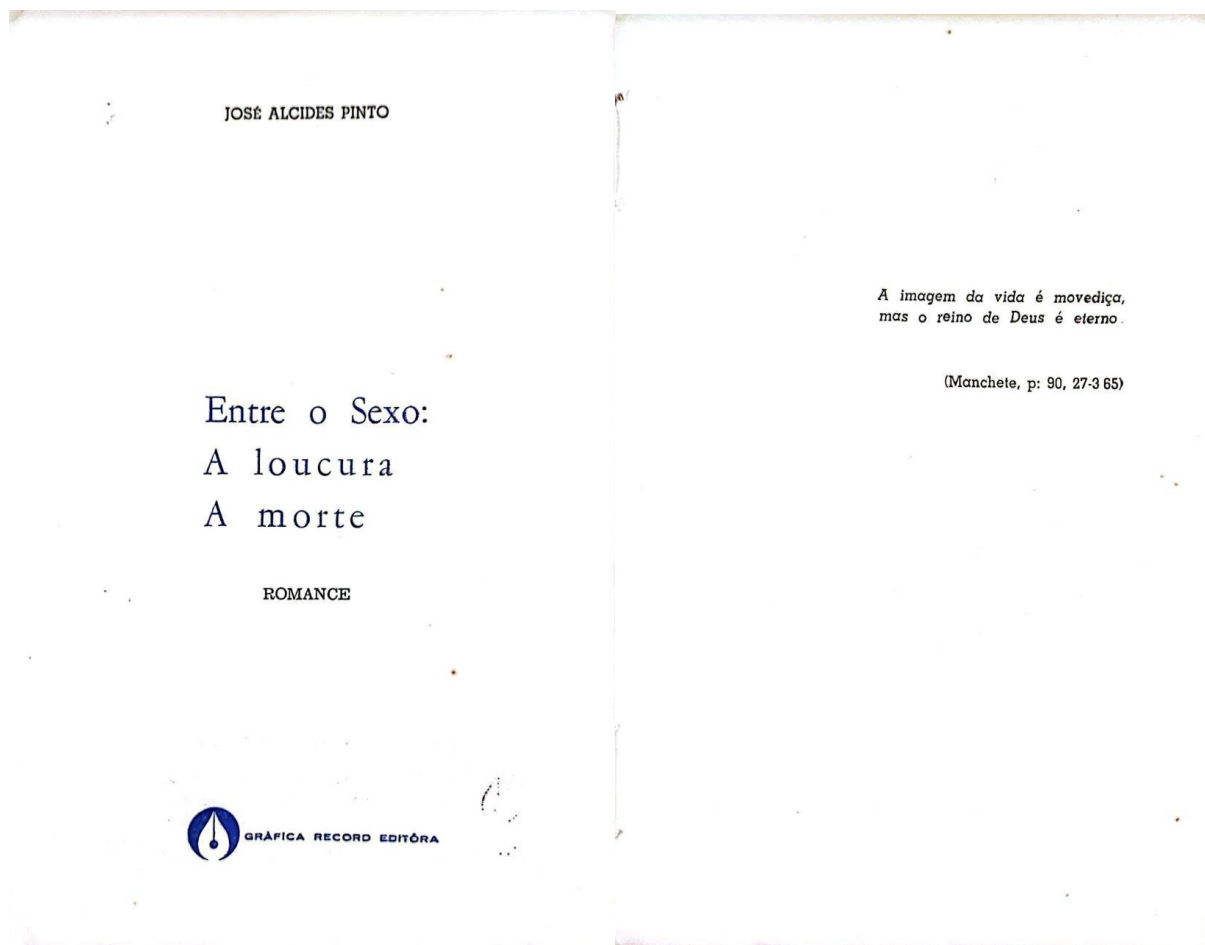 JOSÉ ALCIDES PINTO
Entre o Sexo:
A loucura
A morte
ROMANCE
GRÁFICA RECORD EDITÔRA
A imagem da vida é movediça,
mas o reino de Deus é eterno.
(Manchete, p: 90, 27-3 65)